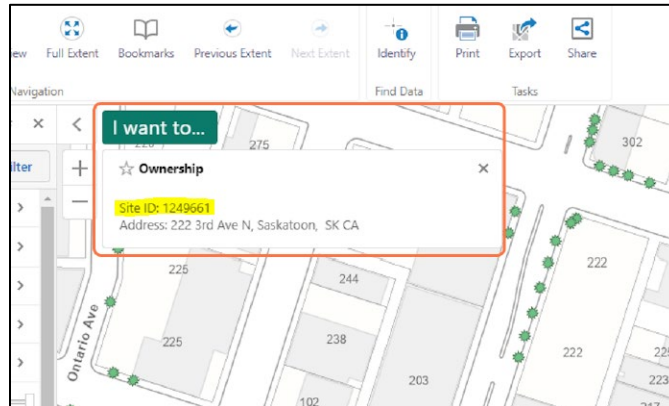 Full Extent
Bookmarks
Previous Extent
Next Extent
Identify
Print
Export
Share
Navigation
Find Data
Tasks
I want to...
Ownership
Site ID: 1249661
Address: 222 3rd Ave N, Saskatoon, SK CA
275
302
225
244
222
Ontario Ave
225
238
222
203
223
102